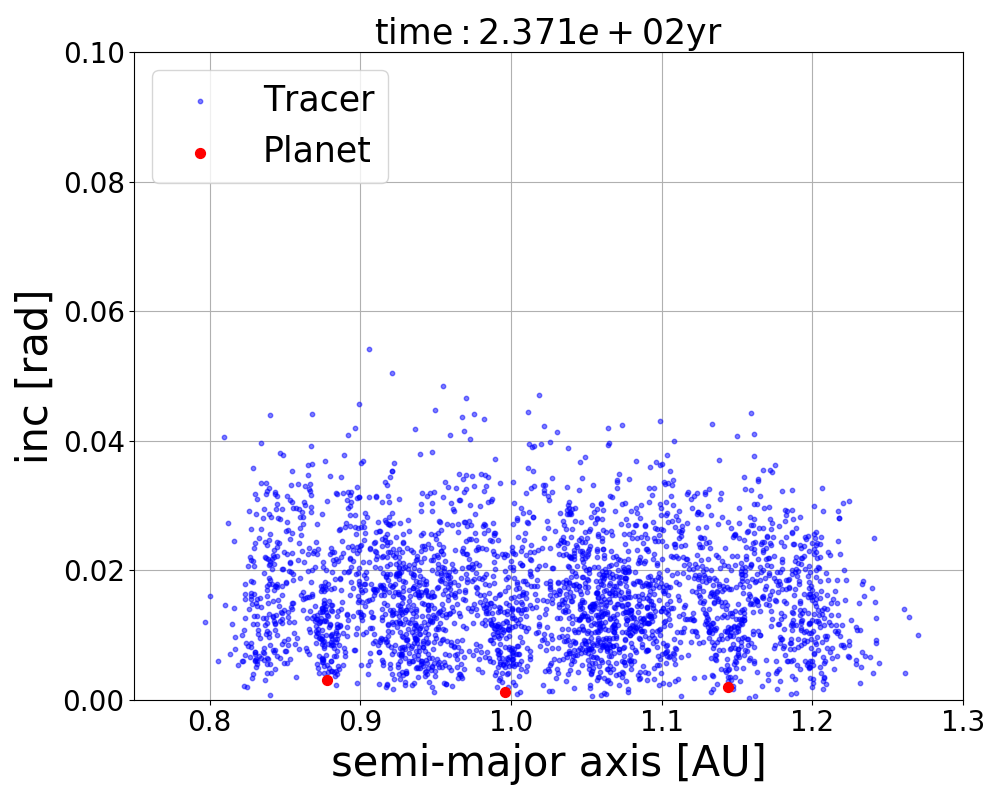 time : 2.371e + 02yr
0.10
Tracer
Planet
0.08
0.06
0.04
0.02
0.00
inc [rad]
0.8 0.9 1.0 1.1 1.2 1.3
semi-major axis [AU]